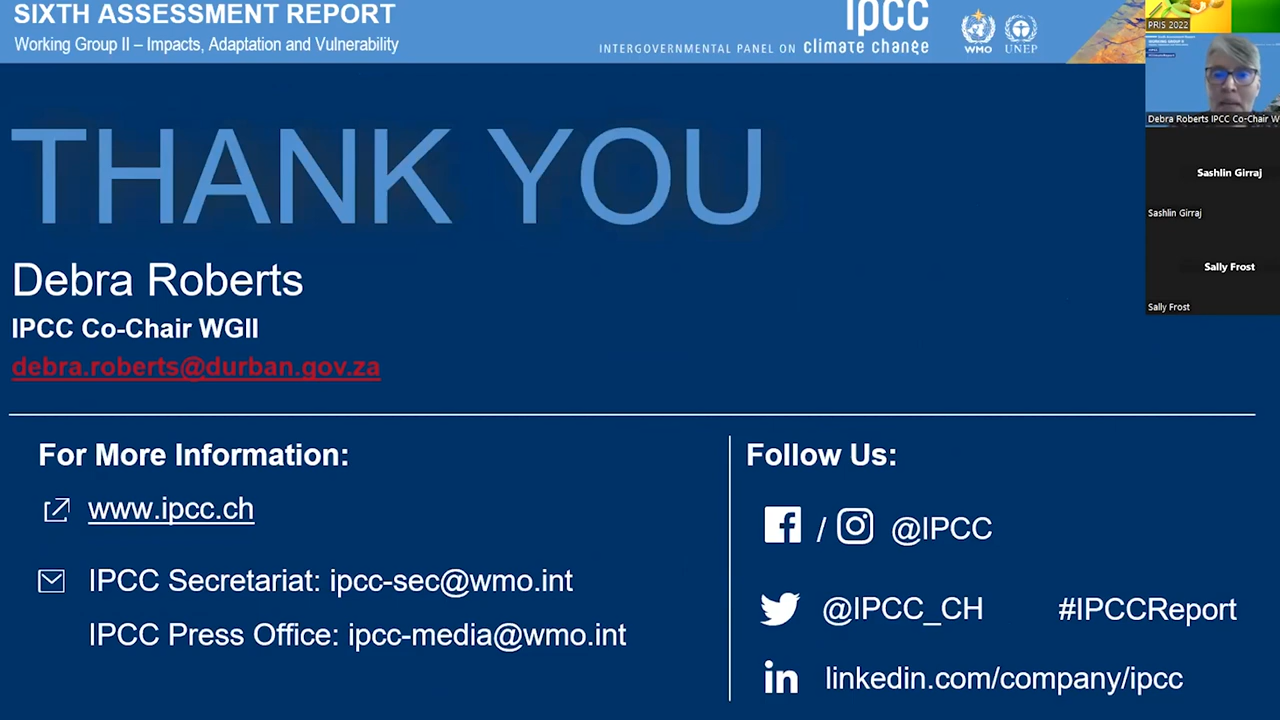 SIXTH ASSESSMENT REPORT
Working Group II – Impacts, Adaptation and Vulnerability
ipcc
INTERGOVERNMENTAL PANEL ON climate change
WMO
UNEP
PRIS 2022
Debra Roberts IPCC Co-Chair W
Sashlin Girraj
Sashlin Girraj
Sally Frost
Sally Frost
THANK YOU
Debra Roberts
IPCC Co-Chair WGII
debra.roberts@durban.gov.za
For More Information:
www.ipcc.ch
IPCC Secretariat: ipcc-sec@wmo.int
IPCC Press Office: ipcc-media@wmo.int
Follow Us:
/ @IPCC
@IPCC_CH #IPCCReport
linkedin.com/company/ipcc